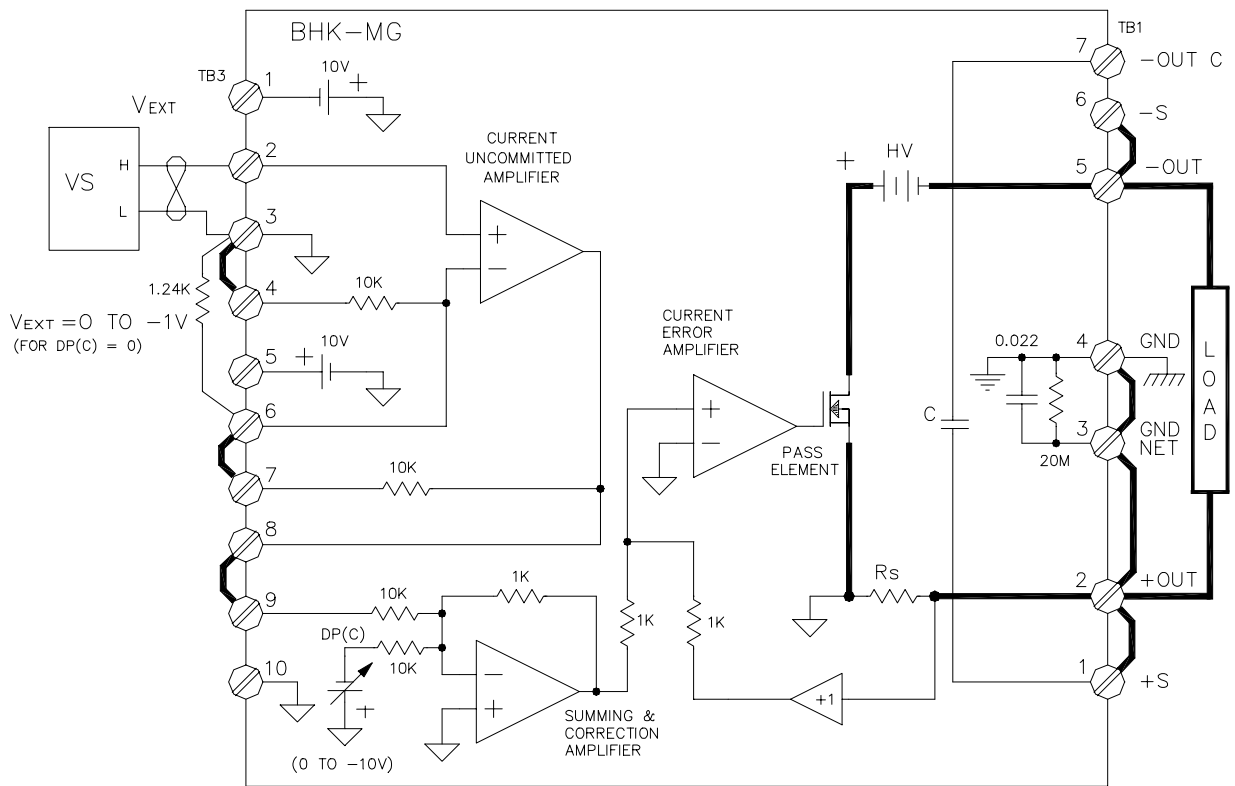 BHK-MG
TB1
TB3
1
10V
+
7
-OUT C
6
-S
VEXT
VS
H
L
2
CURRENT
UNCOMMITTED
AMPLIFIER
+
-
+
HV
5
-OUT
3
1.24K
4
10K
VEXT =0 TO -1V
(FOR DP(C) = 0)
5
+
10V
CURRENT
ERROR
AMPLIFIER
+
-
PASS
ELEMENT
C
0.022
4
GND
3
GND
NET
20M
LOAD
6
7
10K
8
9
10K
1K
DP(C)
10K
1K
1K
Rs
2
+OUT
10
+
(0 TO -10V)
-
+
SUMMING &
CORRECTION
AMPLIFIER
+1
1
+S